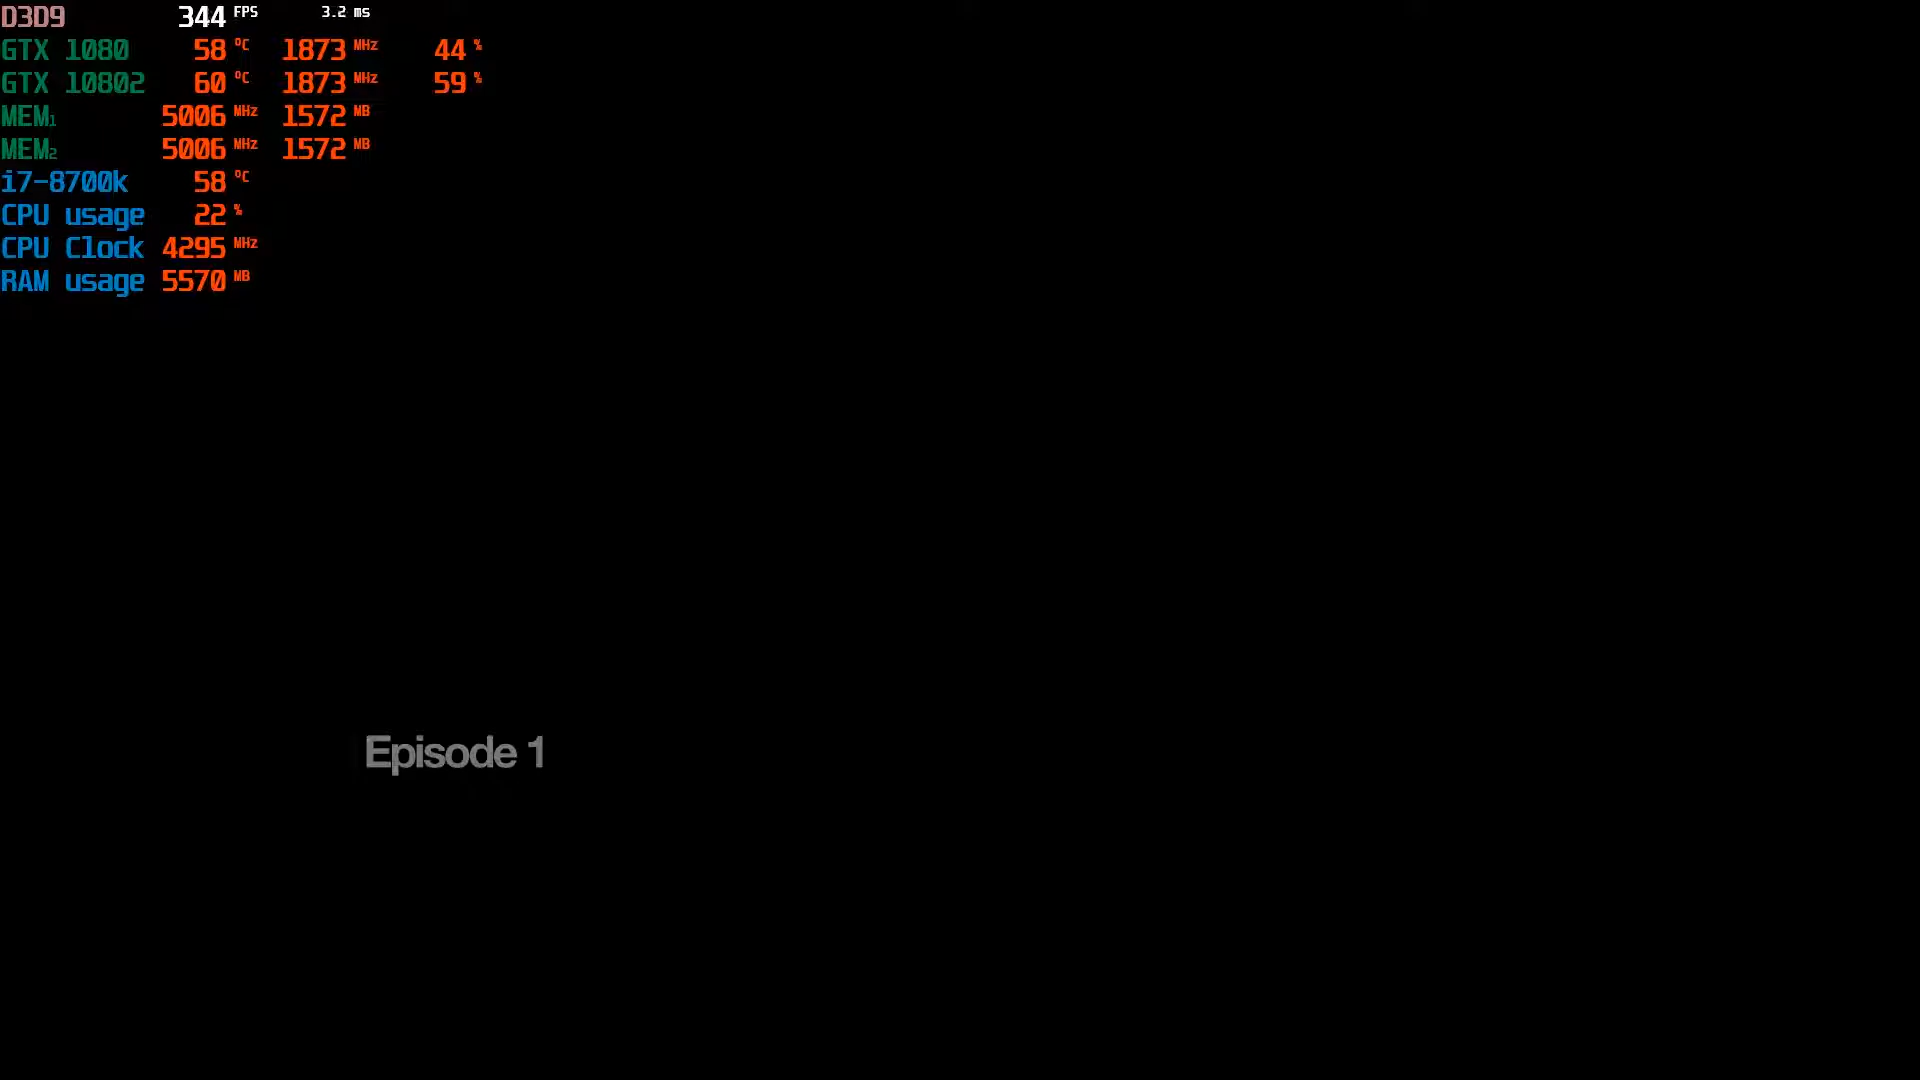 D3D9 344 FPS 3.2 ms
GTX 1080 58 °C 1873 MHz 44 %
GTX 10802 60 °C 1873 MHz 59 %
MEM1 5006 MHz 1572 MB
MEM2 5006 MHz 1572 MB
i7-8700k 58 °C
CPU usage 22 %
CPU Clock 4295 MHz
RAM usage 5570 MB
Episode 1